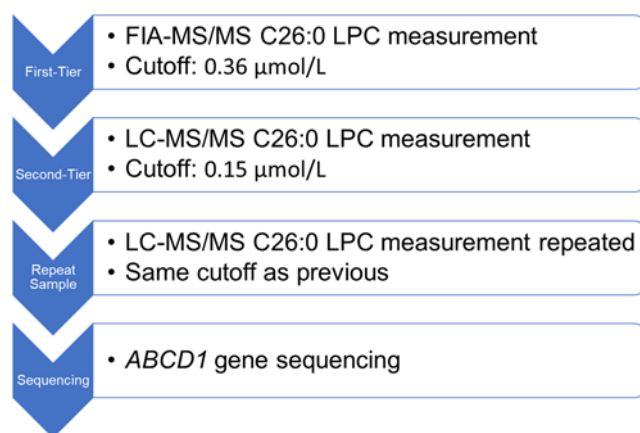 First-Tier
• FIA-MS/MS C26:0 LPC measurement
• Cutoff: 0.36 µmol/L
Second-Tier
• LC-MS/MS C26:0 LPC measurement
• Cutoff: 0.15 µmol/L
Repeat
Sample
• LC-MS/MS C26:0 LPC measurement repeated
• Same cutoff as previous
Sequencing
• ABCD1 gene sequencing